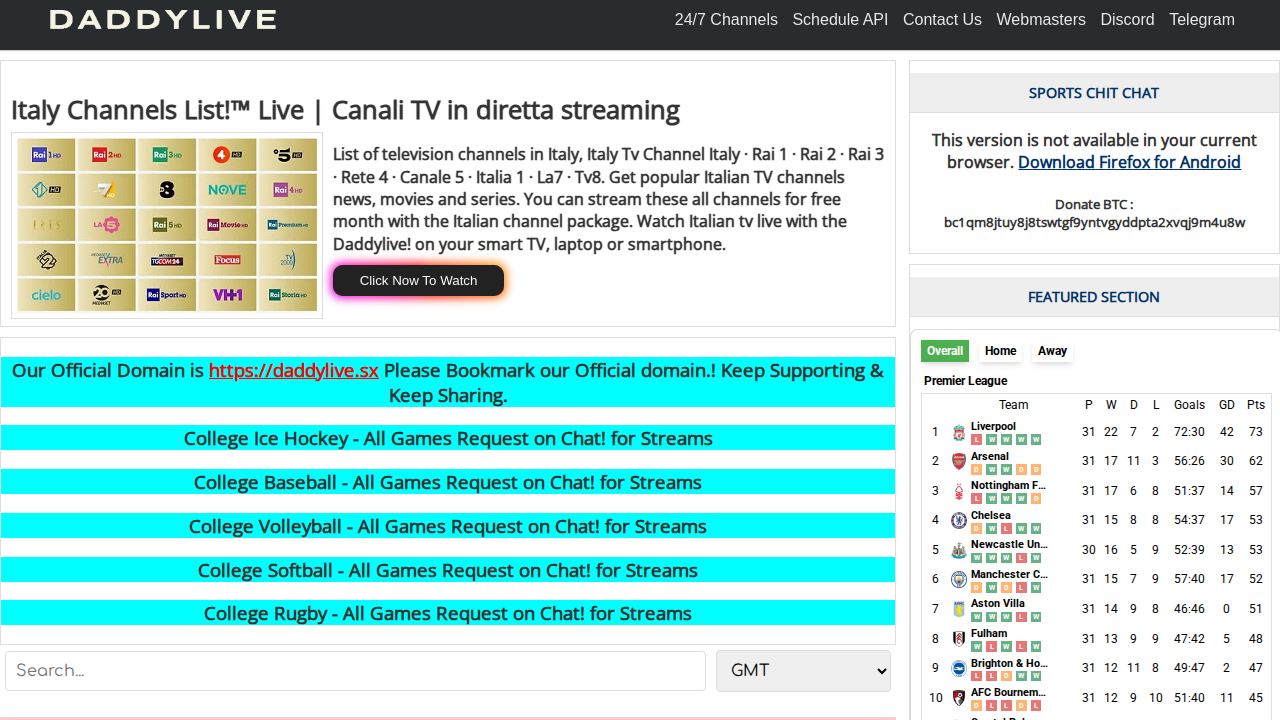 DADDYLIVE
24/7 Channels Schedule API Contact Us Webmasters Discord Telegram
Italy Channels List!™ Live | Canali TV in diretta streaming
Rai 1 HD Rai 2 HD Rai 3 HD 4 HD 5 HD
1 HD 7 8 NOVE Rai 4 HD
LA 5 Rai 5 HD Rai Movie HD Rai Premium HD
MEDIASET EXTRA MEDIASET TGCOM24 Focus TV 2000
cielo 20 HD MEDIASET Rai Sport HD VH1 Rai Storia HD
List of television channels in Italy, Italy Tv Channel Italy · Rai 1 · Rai 2 · Rai 3
· Rete 4 · Canale 5 · Italia 1 · La7 · Tv8. Get popular Italian TV channels
news, movies and series. You can stream these all channels for free
month with the Italian channel package. Watch Italian tv live with the
Daddylive! on your smart TV, laptop or smartphone.
Click Now To Watch
Our Official Domain is https://daddylive.sx Please Bookmark our Official domain.! Keep Supporting &
Keep Sharing.
College Ice Hockey - All Games Request on Chat! for Streams
College Baseball - All Games Request on Chat! for Streams
College Volleyball - All Games Request on Chat! for Streams
College Softball - All Games Request on Chat! for Streams
College Rugby - All Games Request on Chat! for Streams
Search...
GMT
SPORTS CHIT CHAT
This version is not available in your current
browser. Download Firefox for Android
Donate BTC :
bc1qm8jtuy8j8tswtgf9yntvgyddpta2xvqj9m4u8w
FEATURED SECTION
Overall Home Away
Premier League
Team P W D L Goals GD Pts
1 Liverpool 31 22 7 2 72:30 42 73
L W W W W
2 Arsenal 31 17 11 3 56:26 30 62
D W W D D
3 Nottingham F... 31 17 6 8 51:37 14 57
L W W W D
4 Chelsea 31 15 8 8 54:37 17 53
D W L W W
5 Newcastle Un... 30 16 5 9 52:39 13 53
W W W L W
6 Manchester C... 31 15 7 9 57:40 17 52
D W D L W
7 Aston Villa 31 14 9 8 46:46 0 51
W W W L W
8 Fulham 31 13 9 9 47:42 5 48
W L W L W
9 Brighton & Ho... 31 12 11 8 49:47 2 47
L L D W W
10 AFC Bournem... 31 12 9 10 51:40 11 45
D L L D L